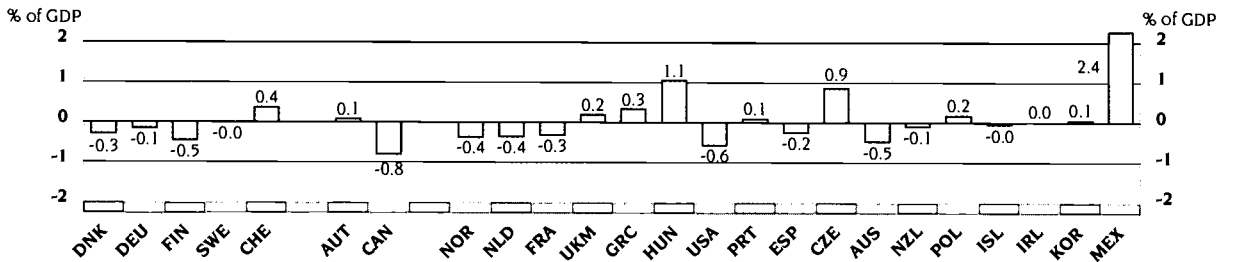 % of GDP % of GDP
2 2
1 1
0 0
-1 -1
-2 -2
-0.3 -0.1 -0.5 -0.0 0.4 0.1 -0.8 -0.4 -0.4 -0.3 0.2 0.3 1.1 -0.6 0.1 -0.2 0.9 -0.5 -0.1 0.2 -0.0 0.0 0.1 2.4
DNK DEU FIN SWE CHE AUT CAN NOR NLD FRA UKM GRC HUN USA PRT ESP CZE AUS NZL POL ISL IRL KOR MEX